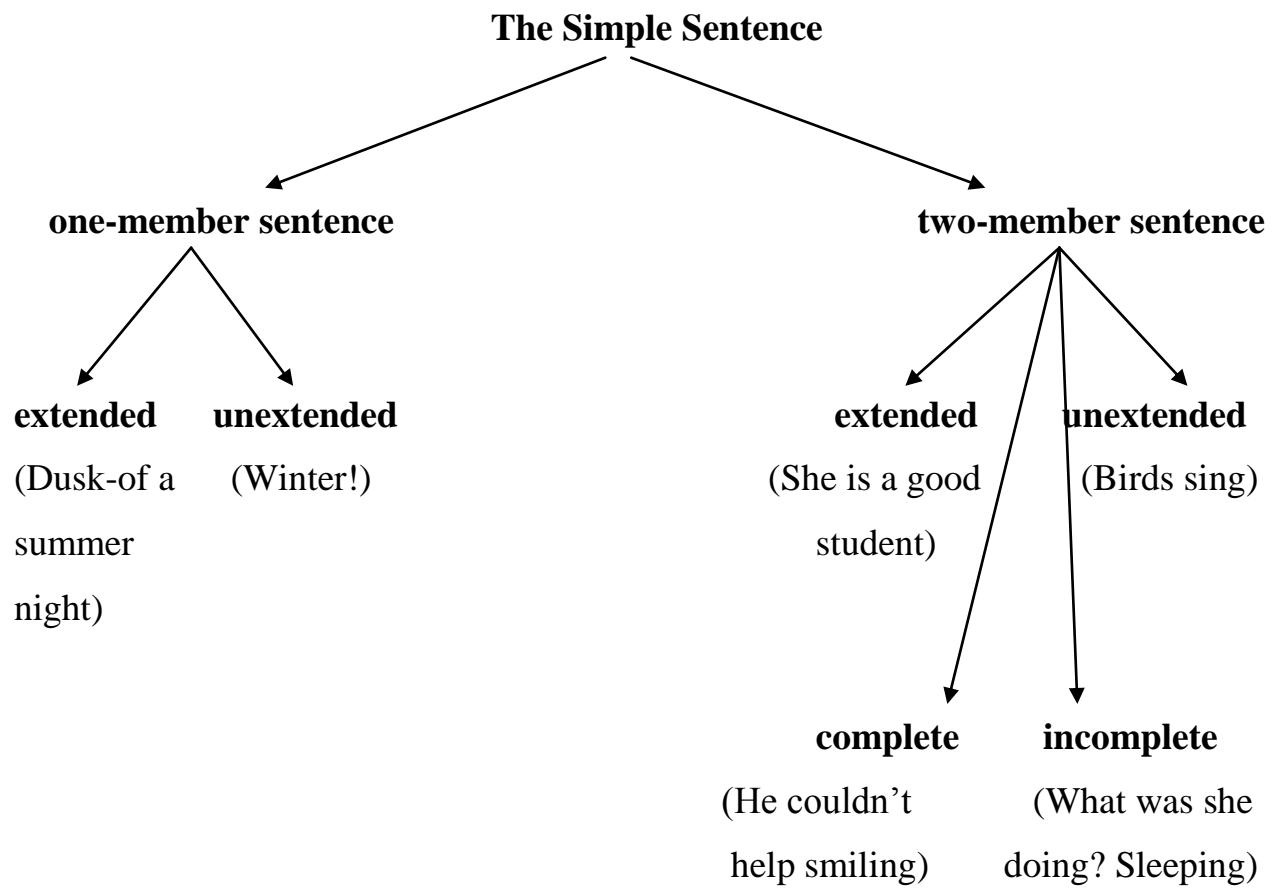 The Simple Sentence
one-member sentence
two-member sentence
extended
unextended
extended
unextended
(Dusk-of a
(Winter!)
(She is a good
(Birds sing)
summer
student)
night)
complete
incomplete
(He couldn’t
(What was she
help smiling)
doing? Sleeping)